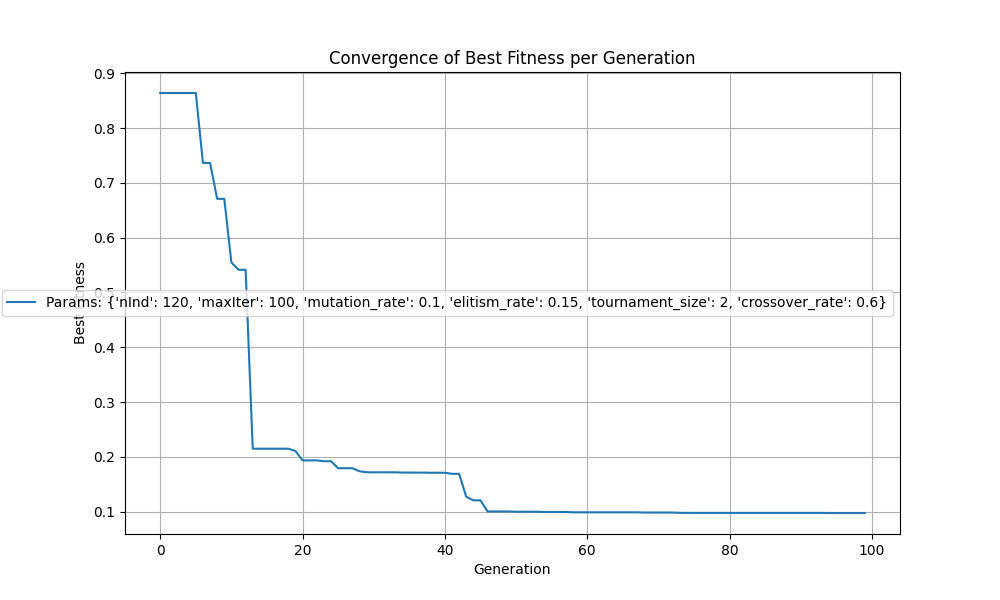 Convergence of Best Fitness per Generation
0.9
0.8
0.7
0.6
0.5
0.4
0.3
0.2
0.1
Best Fitness
Params: {'nInd': 120, 'maxIter': 100, 'mutation_rate': 0.1, 'elitism_rate': 0.15, 'tournament_size': 2, 'crossover_rate': 0.6}
0 20 40 60 80 100
Generation